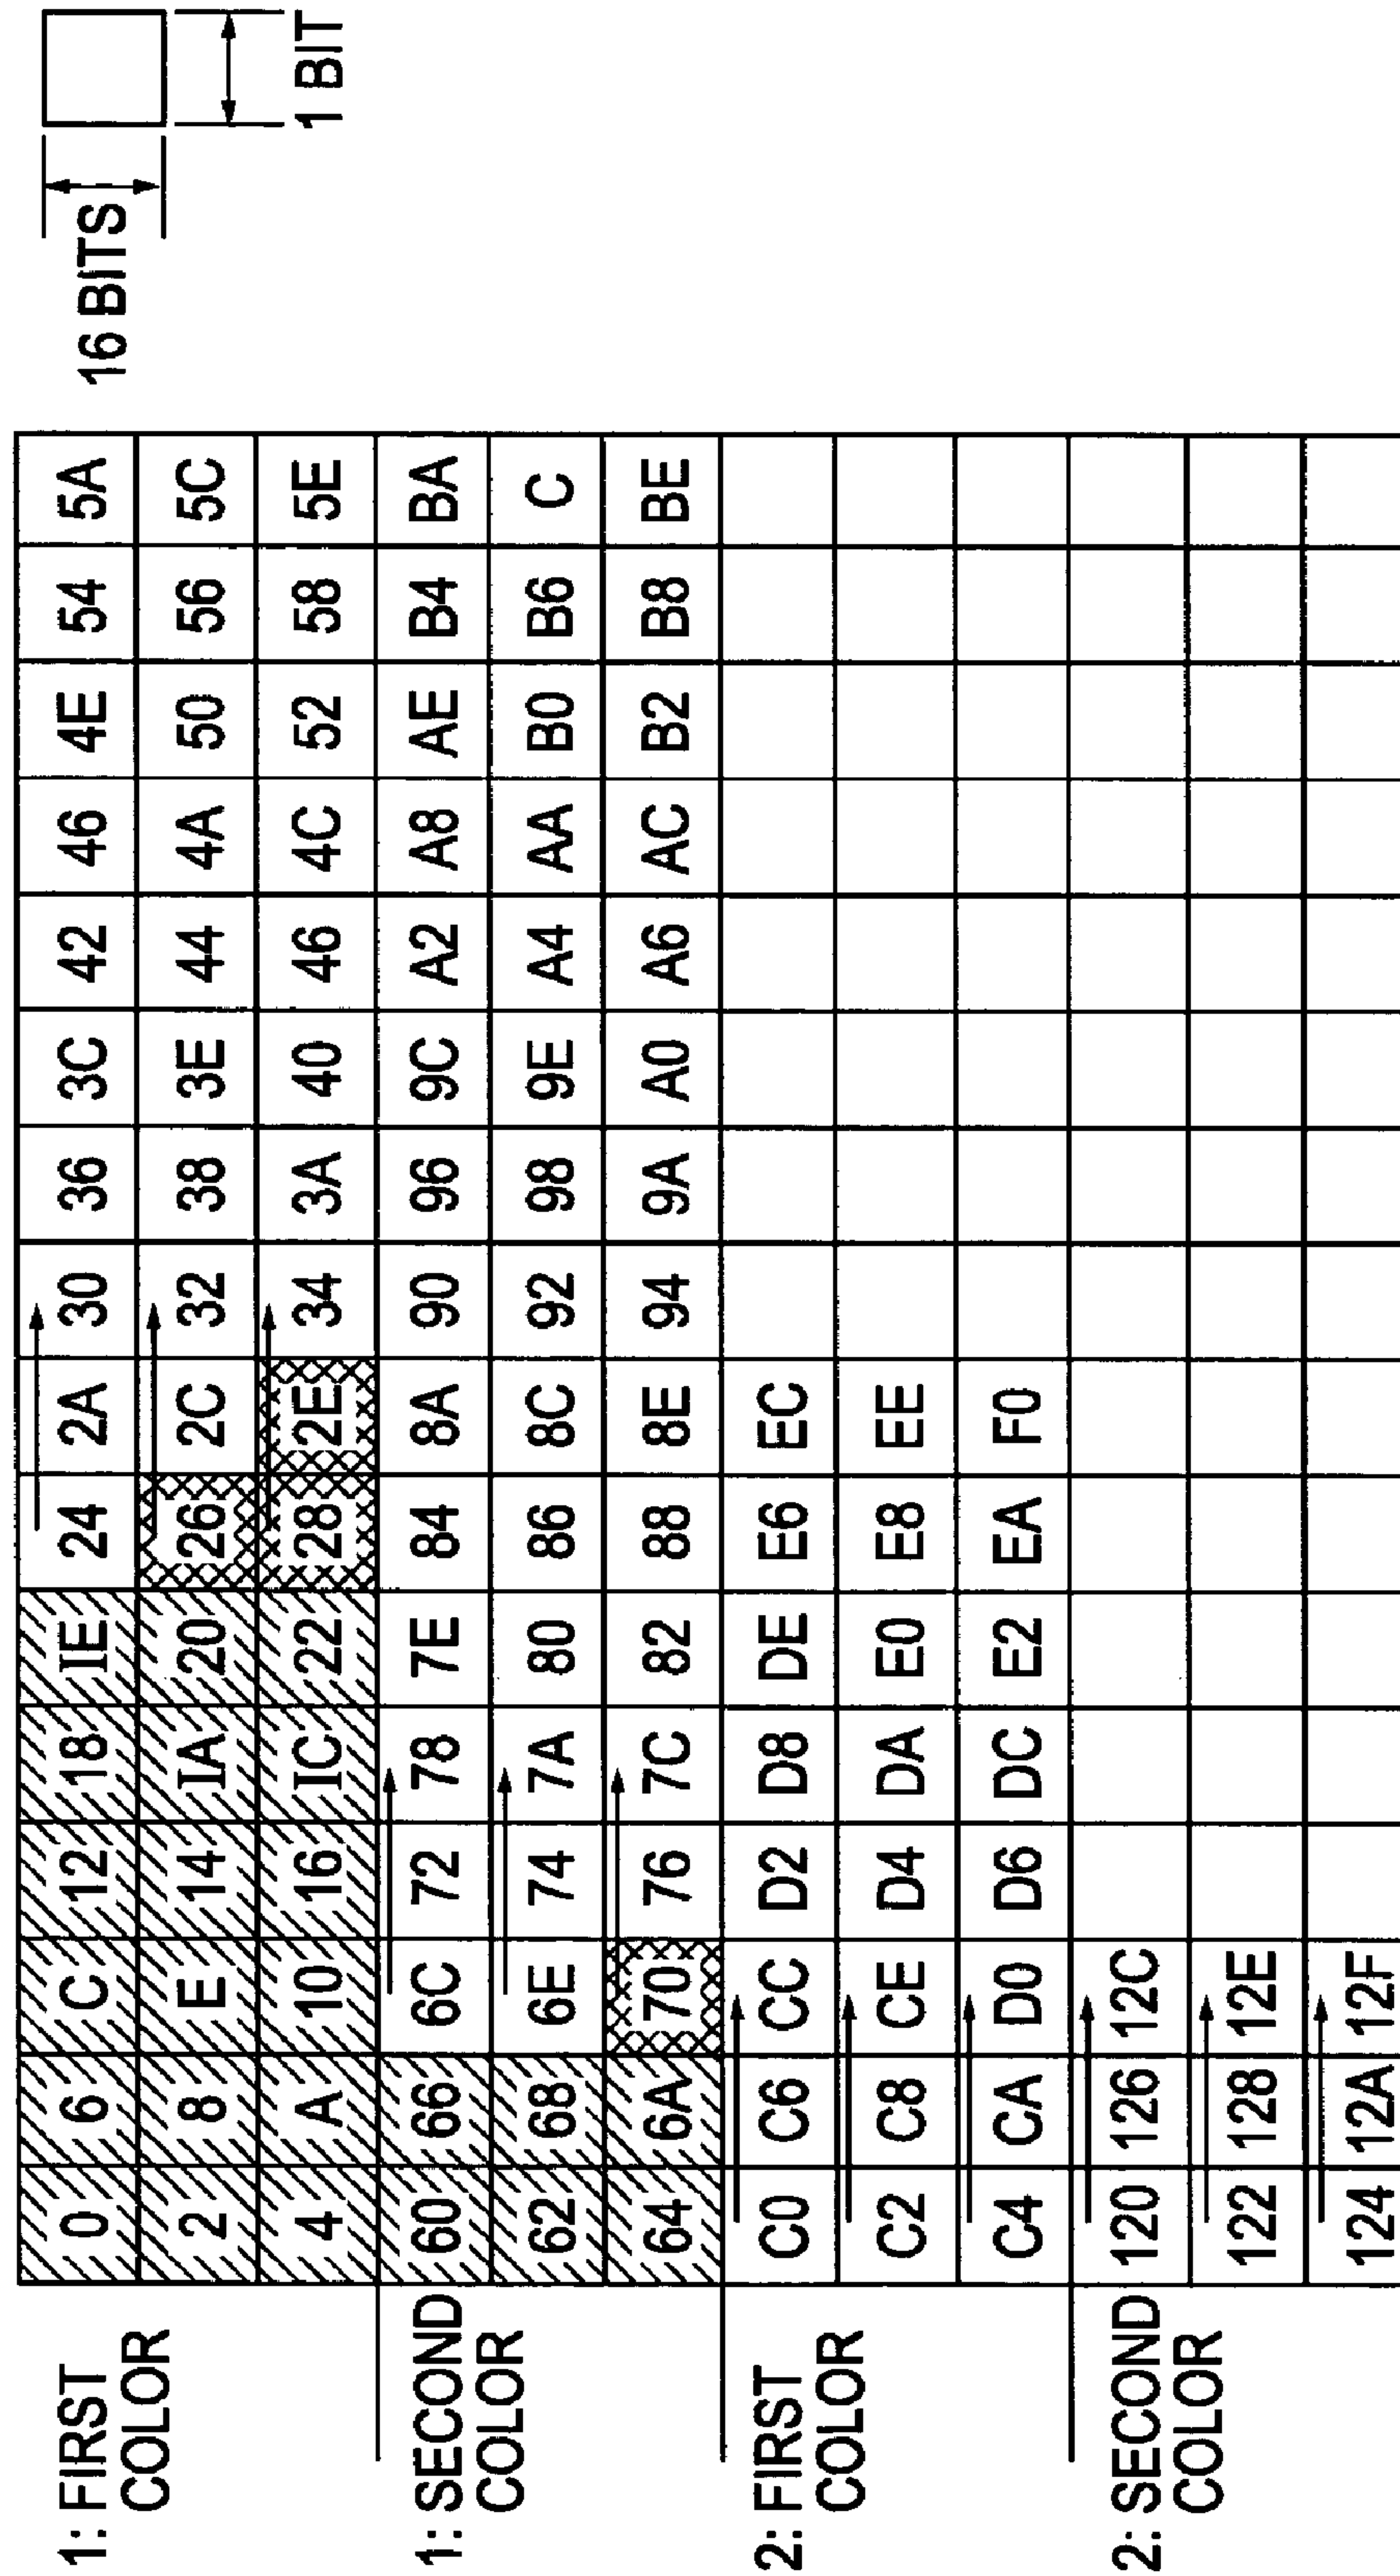 16 BITS
1 BIT
1: FIRST
COLOR
0 6 C 12 18 IE 24 2A 30 36 3C 42 46 4E 54 5A
2 8 E 14 IA 20 26 2C 32 38 3E 44 4A 50 56 5C
4 A 10 16 IC 22 28 2E 34 3A 40 46 4C 52 58 5E
1: SECOND
COLOR
60 66 6C 72 78 7E 84 8A 90 96 9C A2 A8 AE B4 BA
62 68 6E 74 7A 80 86 8C 92 98 9E A4 AA B0 B6 C
64 6A 70 76 7C 82 88 8E 94 9A A0 A6 AC B2 B8 BE
2: FIRST
COLOR
C0 C6 CC D2 D8 DE E6 EC
C2 C8 CE D4 DA E0 E8 EE
C4 CA D0 D6 DC E2 EA F0
2: SECOND
COLOR
120 126 12C
122 128 12E
124 12A 12F